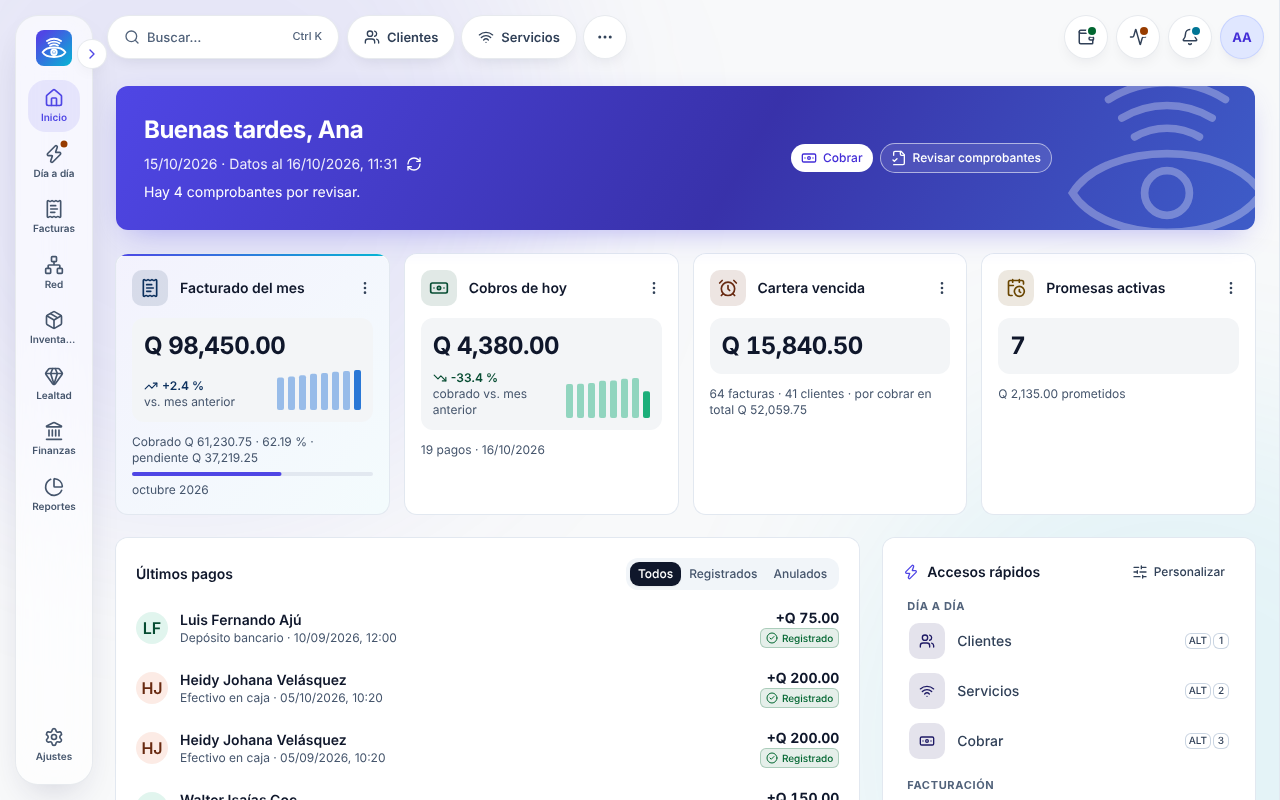 Buscar...
Ctrl K
Clientes
Servicios
AA
Inicio
Día a día
Facturas
Red
Inventa...
Lealtad
Finanzas
Reportes
Ajustes
Buenas tardes, Ana
15/10/2026 · Datos al 16/10/2026, 11:31
Hay 4 comprobantes por revisar.
Cobrar
Revisar comprobantes
Facturado del mes
Q 98,450.00
+2.4 %
vs. mes anterior
Cobrado Q 61,230.75 · 62.19 % ·
pendiente Q 37,219.25
octubre 2026
Cobros de hoy
Q 4,380.00
-33.4 %
cobrado vs. mes
anterior
19 pagos · 16/10/2026
Cartera vencida
Q 15,840.50
64 facturas · 41 clientes · por cobrar en
total Q 52,059.75
Promesas activas
7
Q 2,135.00 prometidos
Últimos pagos
Todos
Registrados
Anulados
LF
Luis Fernando Ajú
Depósito bancario · 10/09/2026, 12:00
+Q 75.00
Registrado
HJ
Heidy Johana Velásquez
Efectivo en caja · 05/10/2026, 10:20
+Q 200.00
Registrado
HJ
Heidy Johana Velásquez
Efectivo en caja · 05/09/2026, 10:20
+Q 200.00
Registrado
Walter Isaías Coc
+Q 150.00
Accesos rápidos
Personalizar
DÍA A DÍA
Clientes
ALT 1
Servicios
ALT 2
Cobrar
ALT 3
FACTURACIÓN